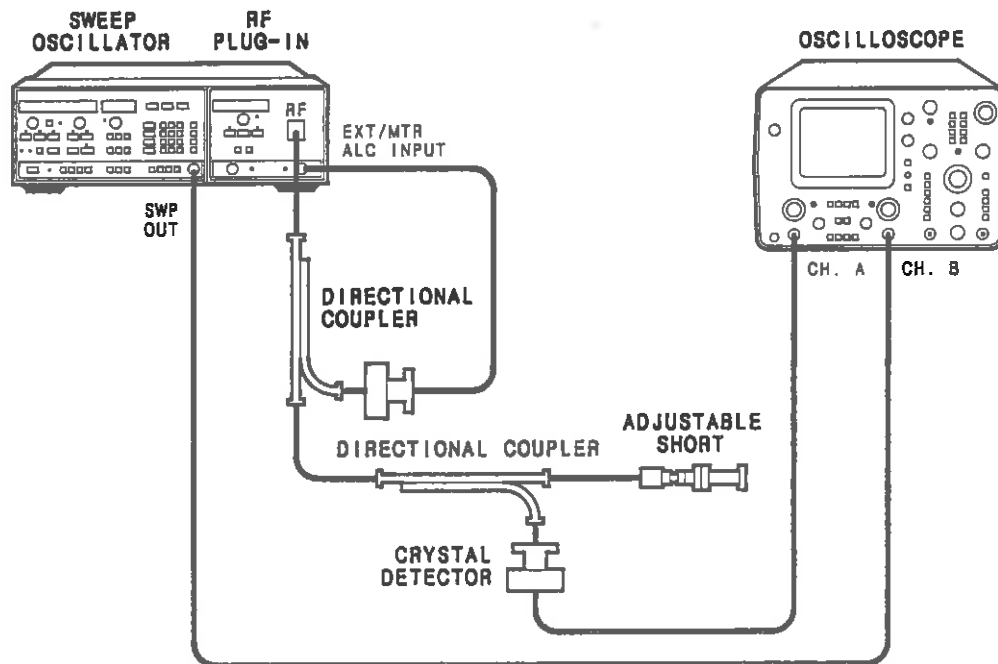 SWEEP
OSCILLATOR
RF
PLUG-IN
OSCILLOSCOPE
RF
EXT/MTR
ALC INPUT
SWP
OUT
CH. A
CH. B
DIRECTIONAL
COUPLER
DIRECTIONAL COUPLER
ADJUSTABLE
SHORT
CRYSTAL
DETECTOR